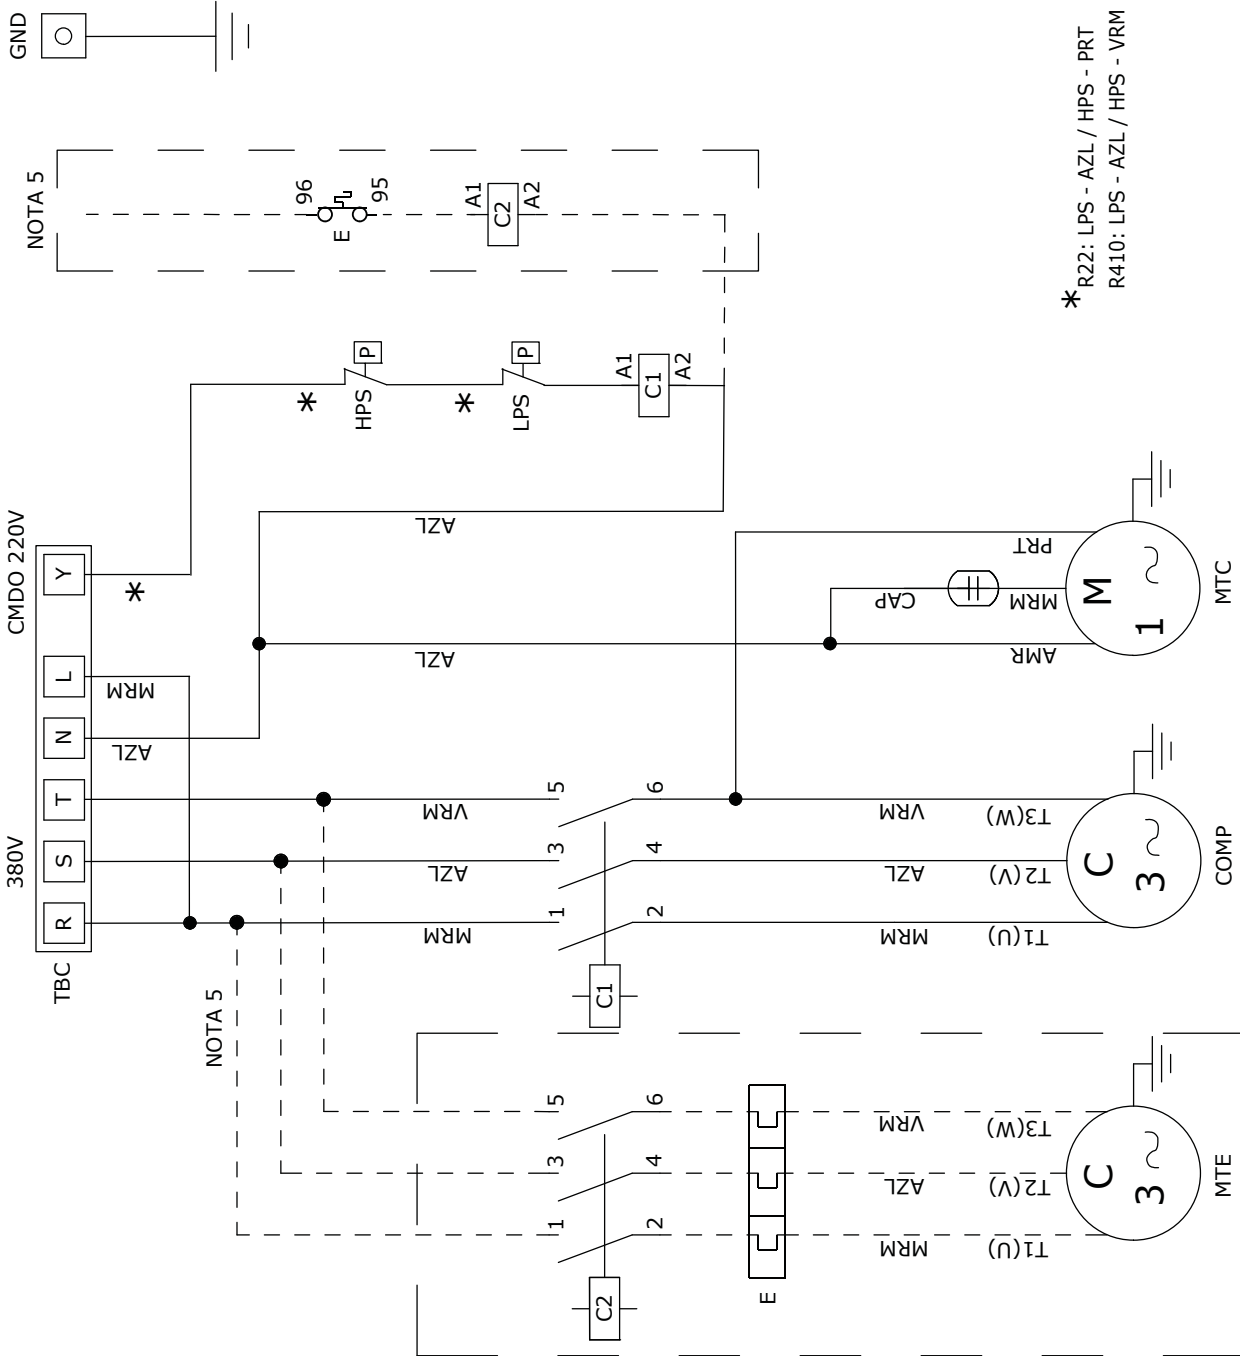 GND
NOTA 5
96
95
E
A1
C2
A2
* R22: LPS - AZL / HPS - PRT
R410: LPS - AZL / HPS - VRM
*
HPS
P
*
LPS
P
A1
C1
A2
CMDO 220V
380V
TBC
R
S
T
N
L
Y
*
MRM
AZL
AZL
AZL
PRT
CAP
MRM
AMR
M
1
MTC
VRM
AZL
MRM
5
3
1
6
4
2
C1
VRM
AZL
MRM
T3(W)
T2(V)
T1(U)
C
3
COMP
NOTA 5
5
3
1
6
4
2
C2
E
VRM
AZL
MRM
T3(W)
T2(V)
T1(U)
C
3
MTE